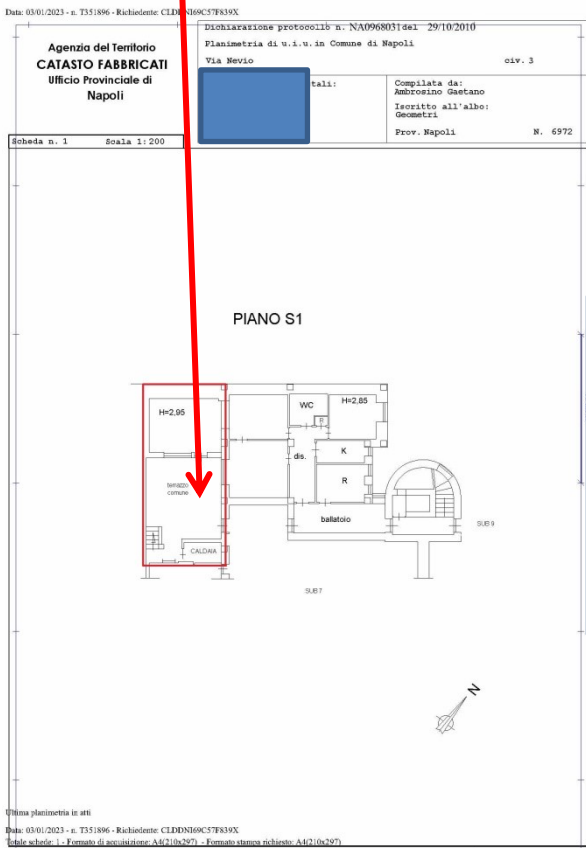 Data: 03/01/2023 - n. T351896 - Richiedente: CLDDNI69C57F839X
Agenzia del Territorio
CATASTO FABBRICATI
Ufficio Provinciale di
Napoli
Dichiarazione protocollo n. NA0968031 del 29/10/2010
Planimetria di u.i.u. in Comune di Napoli
Via Nevio civ. 3
tali:
Compilata da:
Ambrosino Gaetano
Iscritto all'albo:
Geometri
Prov. Napoli N. 6972
Scheda n. 1 Scala 1:200
PIANO S1
H=2,95
WC
H=2,85
R
dis.
K
R
terrazzo
comune
ballatoio
CALDAIA
SUB 9
SUB 7
N
Ultima planimetria in atti
Data: 03/01/2023 - n. T351896 - Richiedente: CLDDNI69C57F839X
Totale schede: 1 - Formato di acquisizione: A4(210x297) - Formato stampa richiesto: A4(210x297)